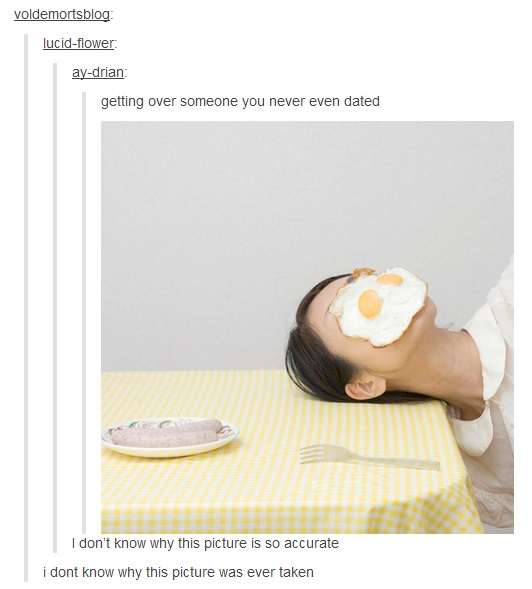 voldemortsblog:
lucid-flower:
ay-drian:
getting over someone you never even dated
I don't know why this picture is so accurate
i dont know why this picture was ever taken